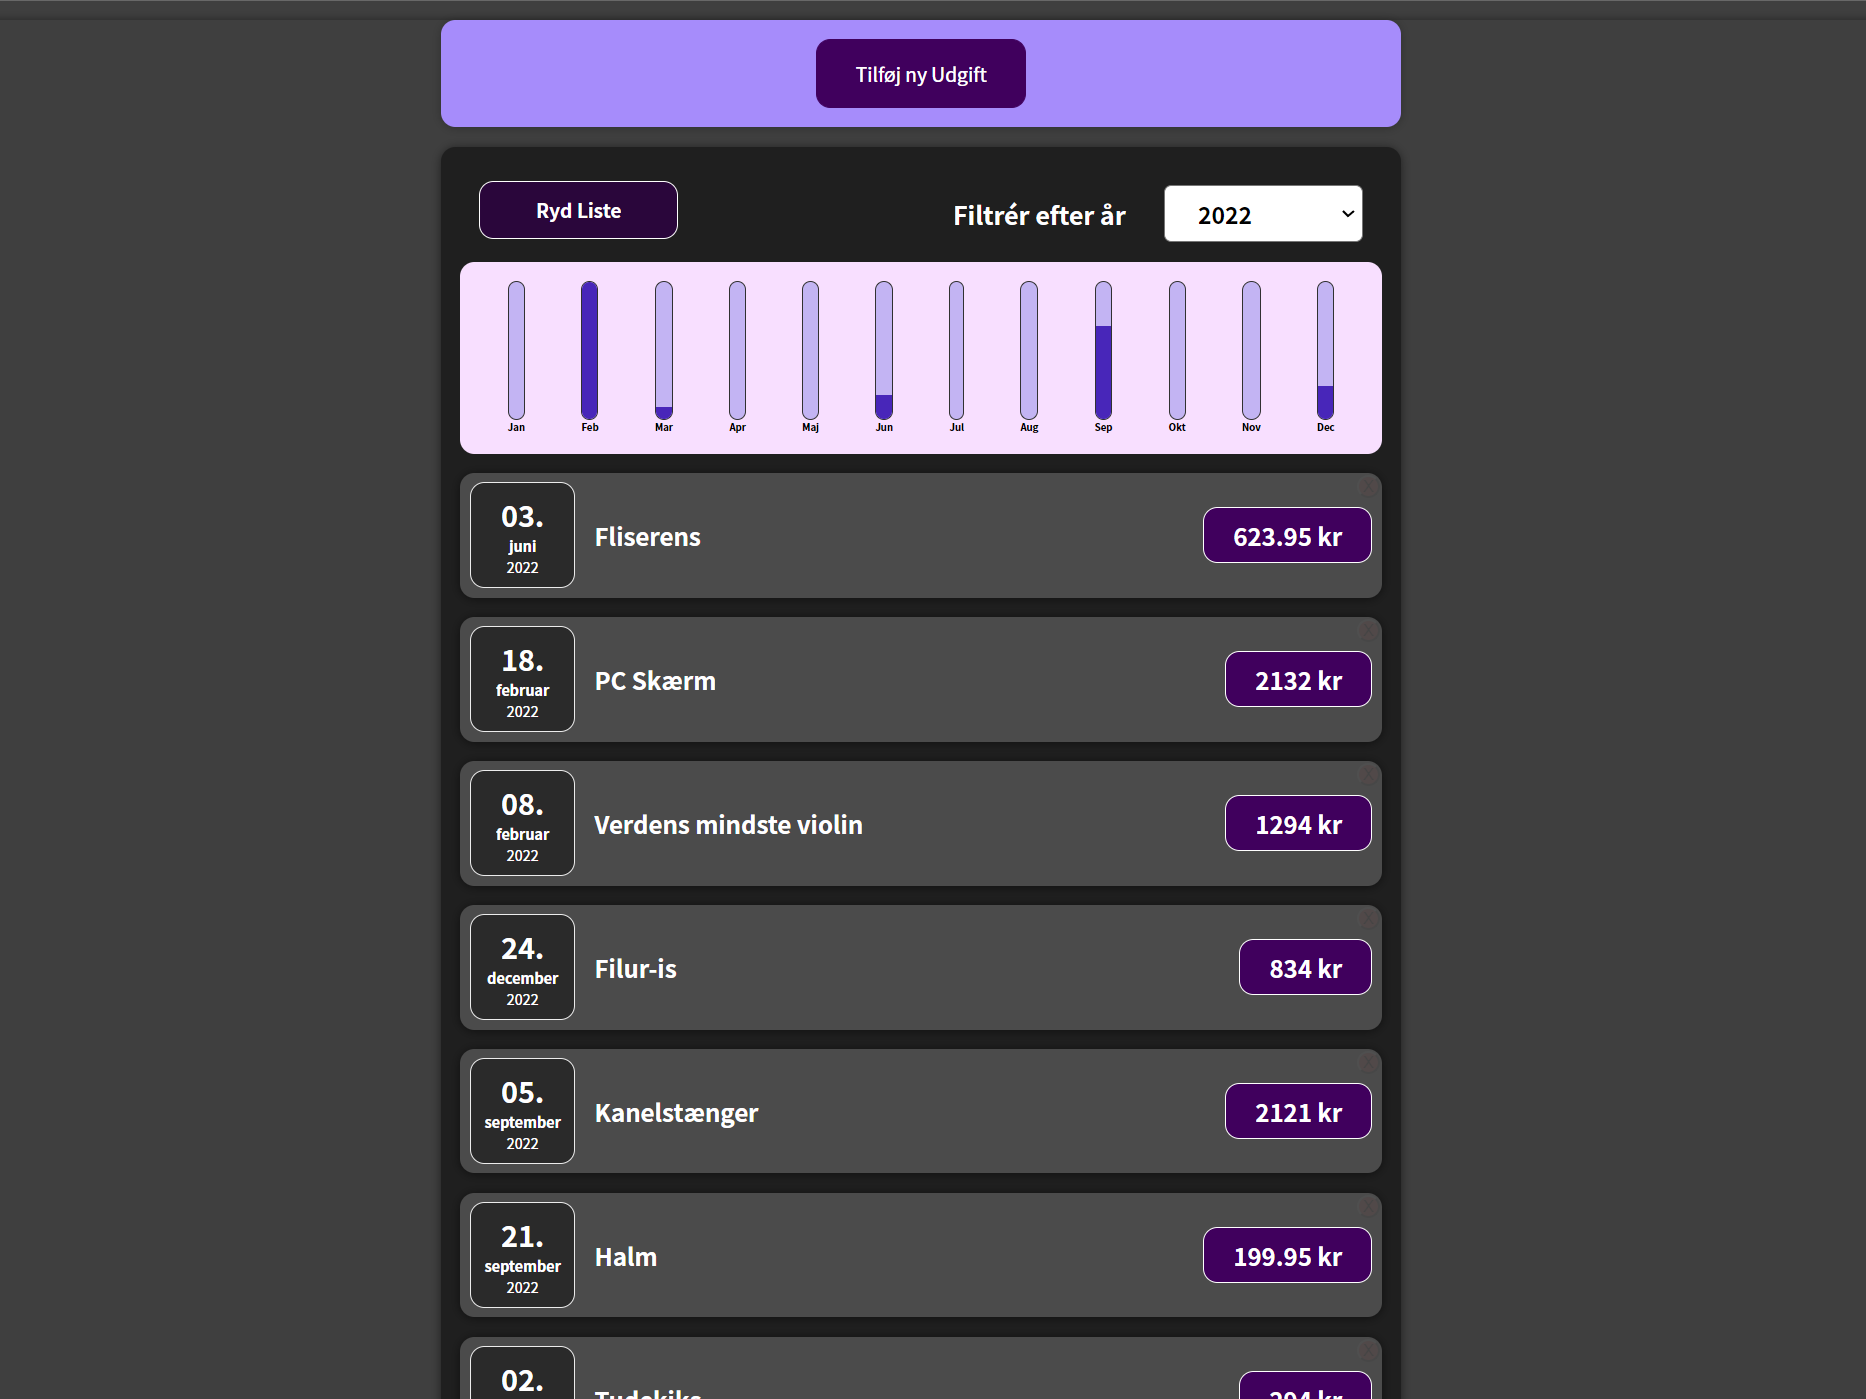 Tilføj ny Udgift
Ryd Liste
Filtrér efter år
2022
Jan Feb Mar Apr Maj Jun Jul Aug Sep Okt Nov Dec
03.
juni
2022
Fliserens
623.95 kr
X
18.
februar
2022
PC Skærm
2132 kr
X
08.
februar
2022
Verdens mindste violin
1294 kr
X
24.
december
2022
Filur-is
834 kr
X
05.
september
2022
Kanelstænger
2121 kr
X
21.
september
2022
Halm
199.95 kr
X
02.